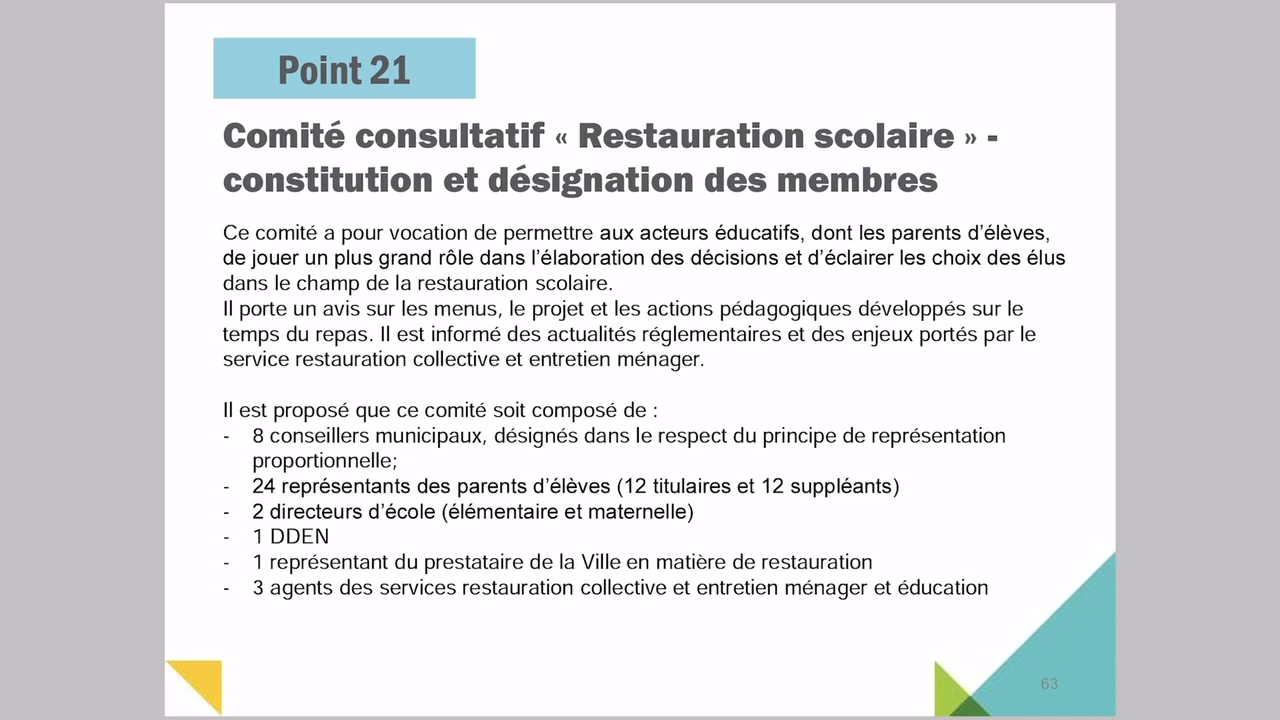 Point 21
Comité consultatif « Restauration scolaire » -
constitution et désignation des membres
Ce comité a pour vocation de permettre aux acteurs éducatifs, dont les parents d’élèves,
de jouer un plus grand rôle dans l’élaboration des décisions et d’éclairer les choix des élus
dans le champ de la restauration scolaire.
Il porte un avis sur les menus, le projet et les actions pédagogiques développés sur le
temps du repas. Il est informé des actualités réglementaires et des enjeux portés par le
service restauration collective et entretien ménager.
Il est proposé que ce comité soit composé de :
- 8 conseillers municipaux, désignés dans le respect du principe de représentation
proportionnelle;
- 24 représentants des parents d’élèves (12 titulaires et 12 suppléants)
- 2 directeurs d’école (élémentaire et maternelle)
- 1 DDEN
- 1 représentant du prestataire de la Ville en matière de restauration
- 3 agents des services restauration collective et entretien ménager et éducation
63